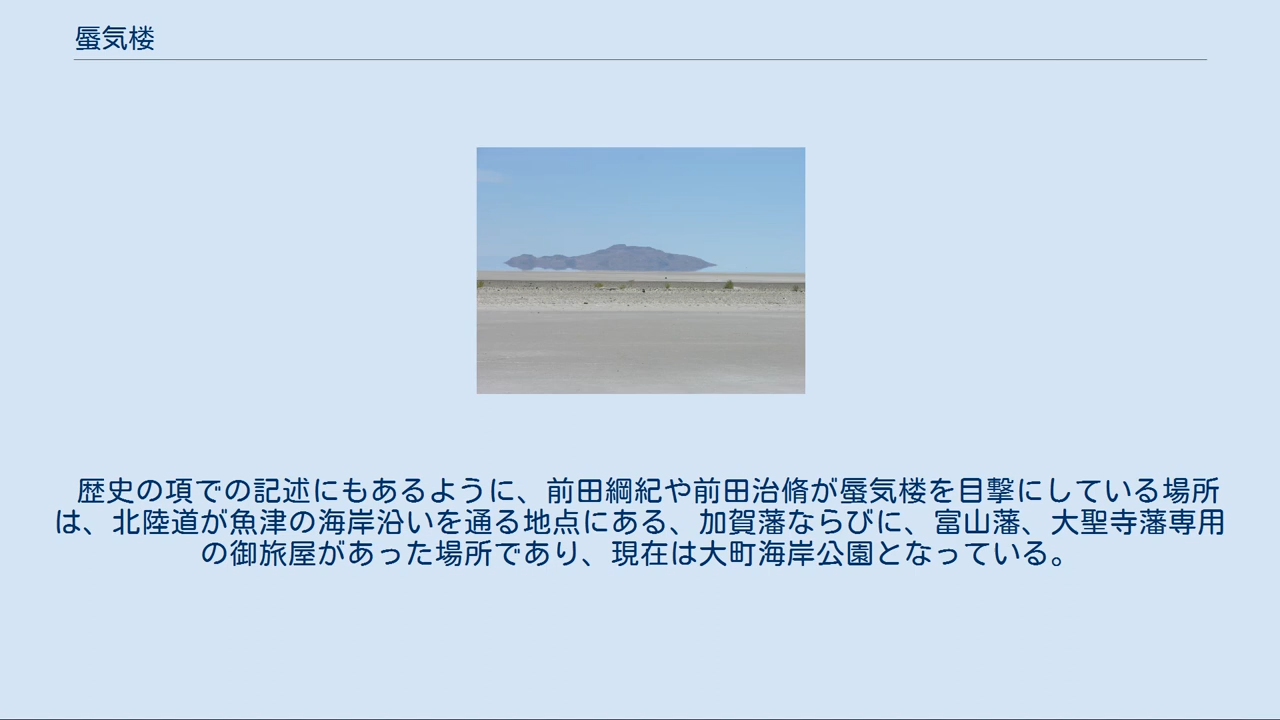 蜃気楼
歴史の項での記述にもあるように、前田綱紀や前田治脩が蜃気楼を目撃にしている場所
は、北陸道が魚津の海岸沿いを通る地点にある、加賀藩ならびに、富山藩、大聖寺藩専用
の御旅屋があった場所であり、現在は大町海岸公園となっている。